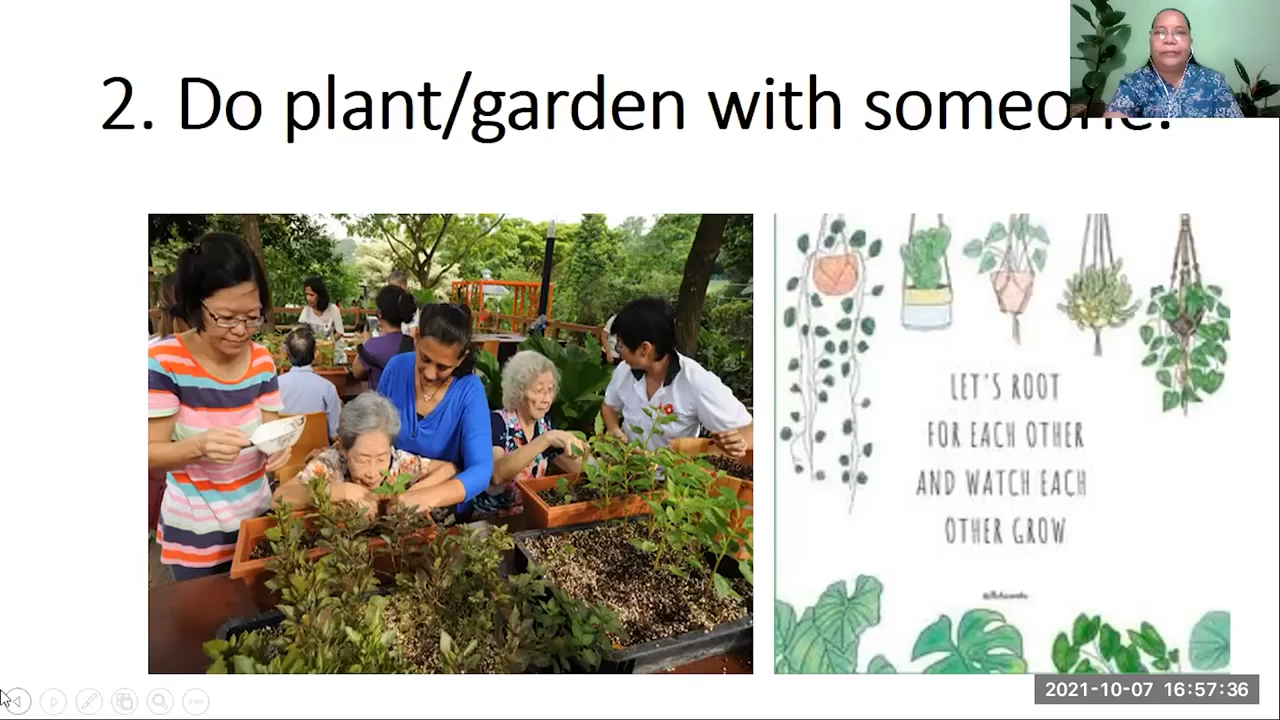 2. Do plant/garden with someone.
LET'S ROOT
FOR EACH OTHER
AND WATCH EACH
OTHER GROW
2021-10-07 16:57:36